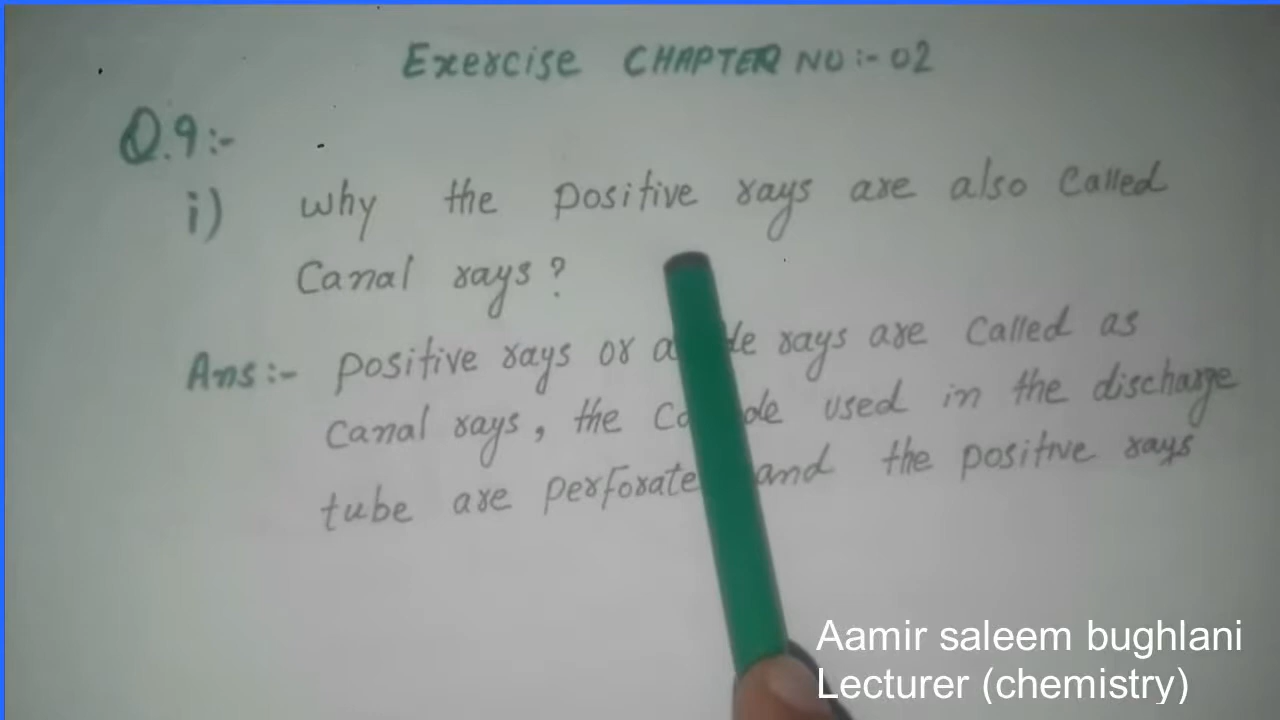 Exercise CHAPTER NO:- 02
Q.9:-
i) why the positive rays are also called
Canal rays?
Ans:- positive rays or rays are called as
canal rays, the used in the discharge
tube are and the positive rays
Aamir saleem bughlani
Lecturer (chemistry)